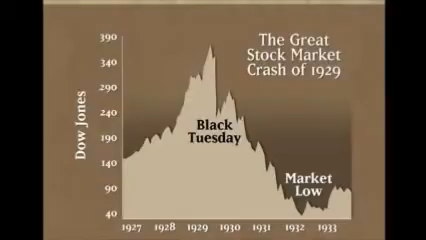 The Great
Stock Market
Crash of 1929
390
340
290
240
190
140
90
40
Dow Jones
Black
Tuesday
Market
Low
1927 1928 1929 1930 1931 1932 1933